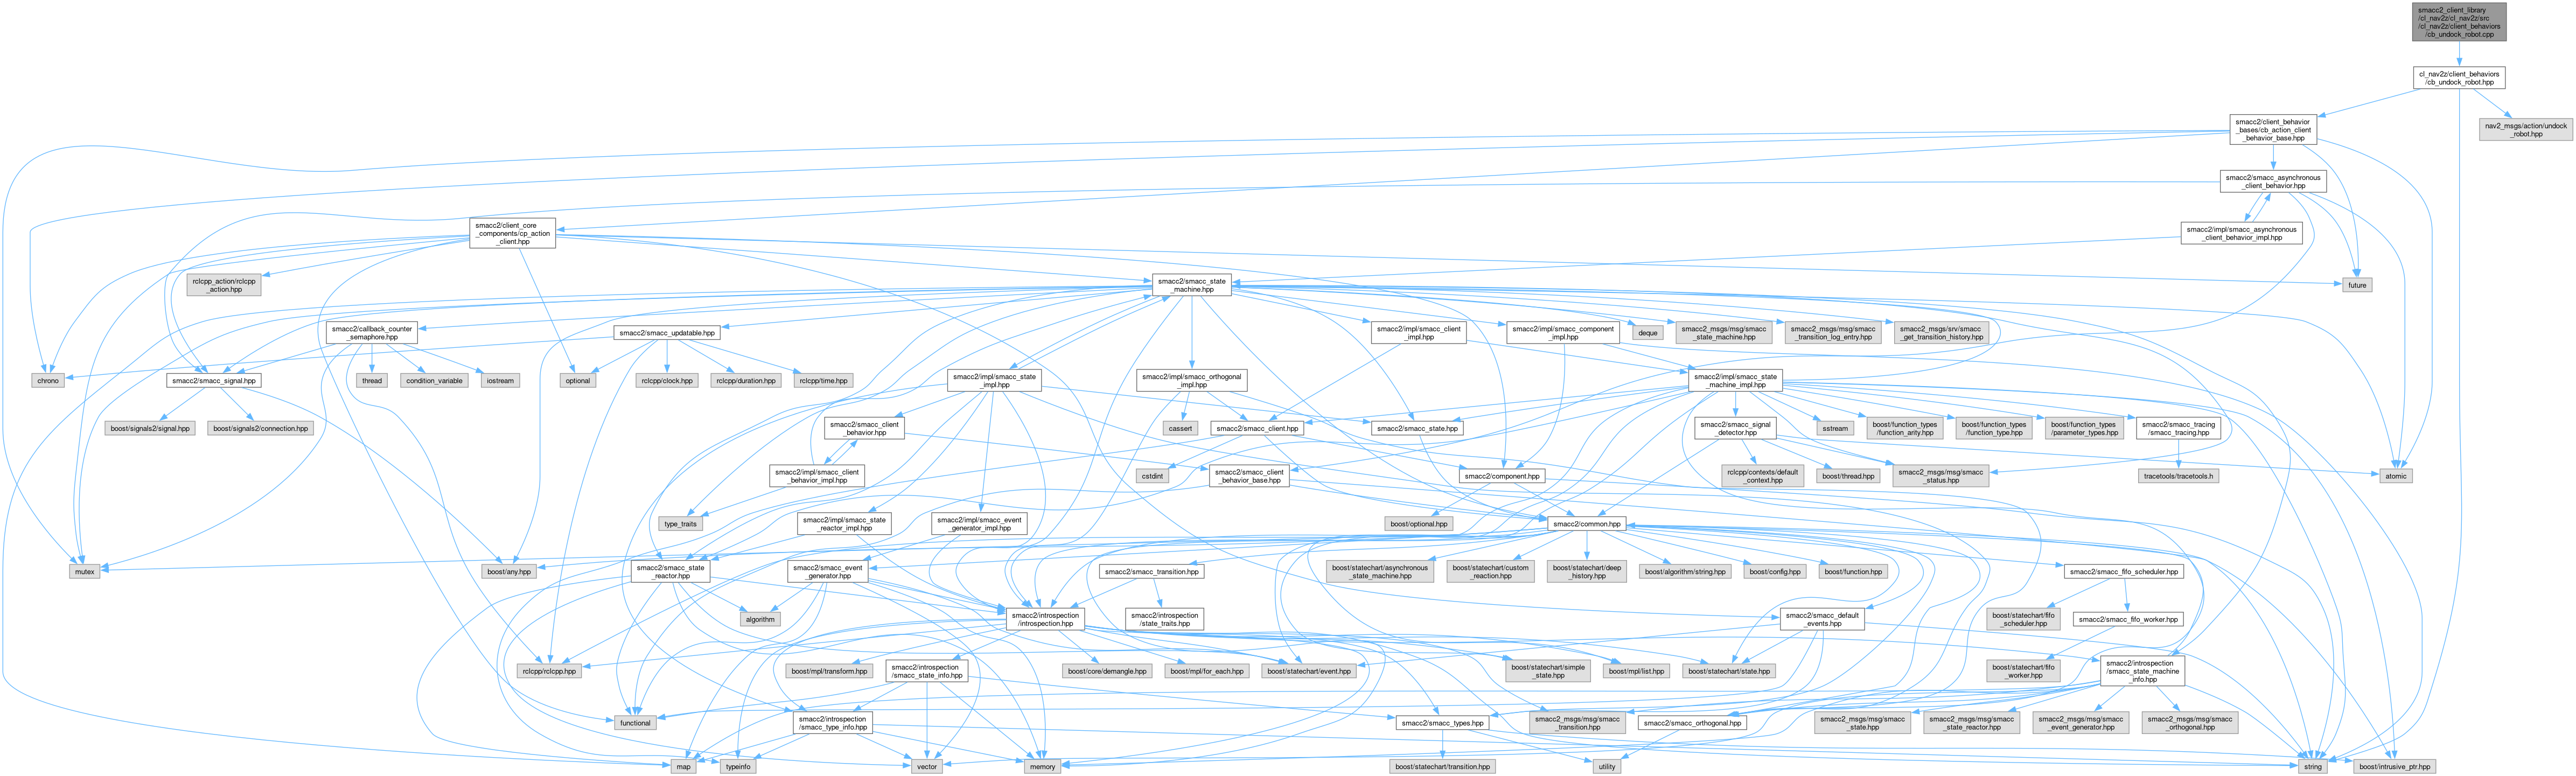 smacc2_client_library
/cl_nav2z/cl_nav2z/src
/cl_nav2z/client_behaviors
/cb_undock_robot.cpp
cl_nav2z/client_behaviors
/cb_undock_robot.hpp
smacc2/client_behavior
_bases/cb_action_client
_behavior_base.hpp
nav2_msgs/action/undock
_robot.hpp
smacc2/smacc_asynchronous
_client_behavior.hpp
smacc2/client_core
_components/cp_action
_client.hpp
smacc2/impl/smacc_asynchronous
_client_behavior_impl.hpp
rclcpp_action/rclcpp
_action.hpp
smacc2/smacc_state
_machine.hpp
future
smacc2/callback_counter
_semaphore.hpp
smacc2/smacc_updatable.hpp
smacc2/impl/smacc_client
_impl.hpp
smacc2/impl/smacc_component
_impl.hpp
deque
smacc2_msgs/msg/smacc
_state_machine.hpp
smacc2_msgs/msg/smacc
_transition_log_entry.hpp
smacc2_msgs/srv/smacc
_get_transition_history.hpp
chrono
smacc2/smacc_signal.hpp
thread
condition_variable
iostream
optional
rclcpp/clock.hpp
rclcpp/duration.hpp
rclcpp/time.hpp
smacc2/impl/smacc_state
_impl.hpp
smacc2/impl/smacc_orthogonal
_impl.hpp
smacc2/impl/smacc_state
_machine_impl.hpp
boost/signals2/signal.hpp
boost/signals2/connection.hpp
smacc2/smacc_client
_behavior.hpp
cassert
smacc2/smacc_client.hpp
smacc2/smacc_state.hpp
smacc2/smacc_signal
_detector.hpp
sstream
boost/function_types
/function_arity.hpp
boost/function_types
/function_type.hpp
boost/function_types
/parameter_types.hpp
smacc2/smacc_tracing
/smacc_tracing.hpp
smacc2/impl/smacc_client
_behavior_impl.hpp
cstdint
smacc2/smacc_client
_behavior_base.hpp
smacc2/component.hpp
rclcpp/contexts/default
_context.hpp
boost/thread.hpp
smacc2_msgs/msg/smacc
_status.hpp
tracetools/tracetools.h
atomic
type_traits
smacc2/impl/smacc_state
_reactor_impl.hpp
smacc2/impl/smacc_event
_generator_impl.hpp
boost/optional.hpp
smacc2/common.hpp
mutex
boost/any.hpp
smacc2/smacc_state
_reactor.hpp
smacc2/smacc_event
_generator.hpp
smacc2/smacc_transition.hpp
boost/statechart/asynchronous
_state_machine.hpp
boost/statechart/custom
_reaction.hpp
boost/statechart/deep
_history.hpp
boost/algorithm/string.hpp
boost/config.hpp
boost/function.hpp
smacc2/smacc_fifo_scheduler.hpp
algorithm
smacc2/introspection
/introspection.hpp
smacc2/introspection
/state_traits.hpp
smacc2/smacc_default
_events.hpp
boost/statechart/fifo
_scheduler.hpp
smacc2/smacc_fifo_worker.hpp
rclcpp/rclcpp.hpp
boost/mpl/transform.hpp
smacc2/introspection
/smacc_state_info.hpp
boost/core/demangle.hpp
boost/mpl/for_each.hpp
boost/statechart/event.hpp
boost/statechart/simple
_state.hpp
boost/mpl/list.hpp
boost/statechart/state.hpp
boost/statechart/fifo
_worker.hpp
smacc2/introspection
/smacc_state_machine
_info.hpp
functional
smacc2/introspection
/smacc_type_info.hpp
smacc2/smacc_types.hpp
smacc2_msgs/msg/smacc
_transition.hpp
smacc2/smacc_orthogonal.hpp
smacc2_msgs/msg/smacc
_state.hpp
smacc2_msgs/msg/smacc
_state_reactor.hpp
smacc2_msgs/msg/smacc
_event_generator.hpp
smacc2_msgs/msg/smacc
_orthogonal.hpp
map
typeinfo
vector
memory
boost/statechart/transition.hpp
utility
string
boost/intrusive_ptr.hpp